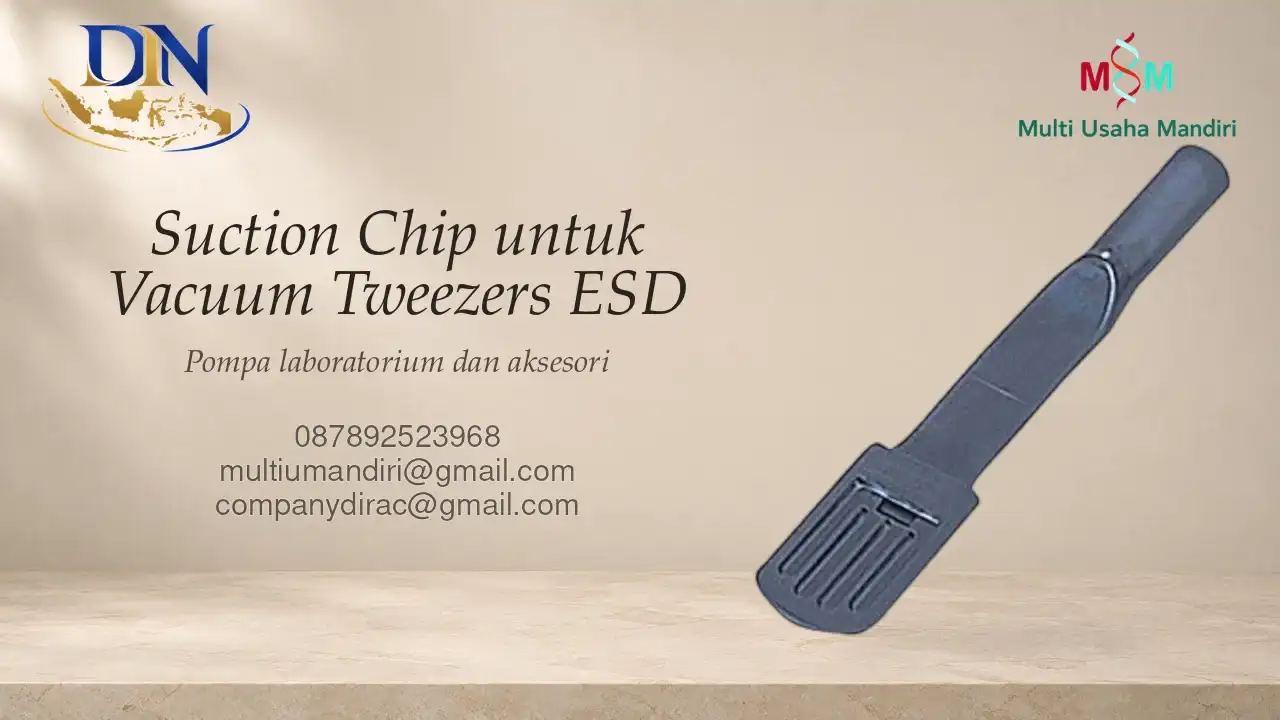 DIN
MSM
Multi Usaha Mandiri
Suction Chip untuk
Vacuum Tweezers ESD
Pompa laboratorium dan aksesori
087892523968
multiumandiri@gmail.com
companydirac@gmail.com